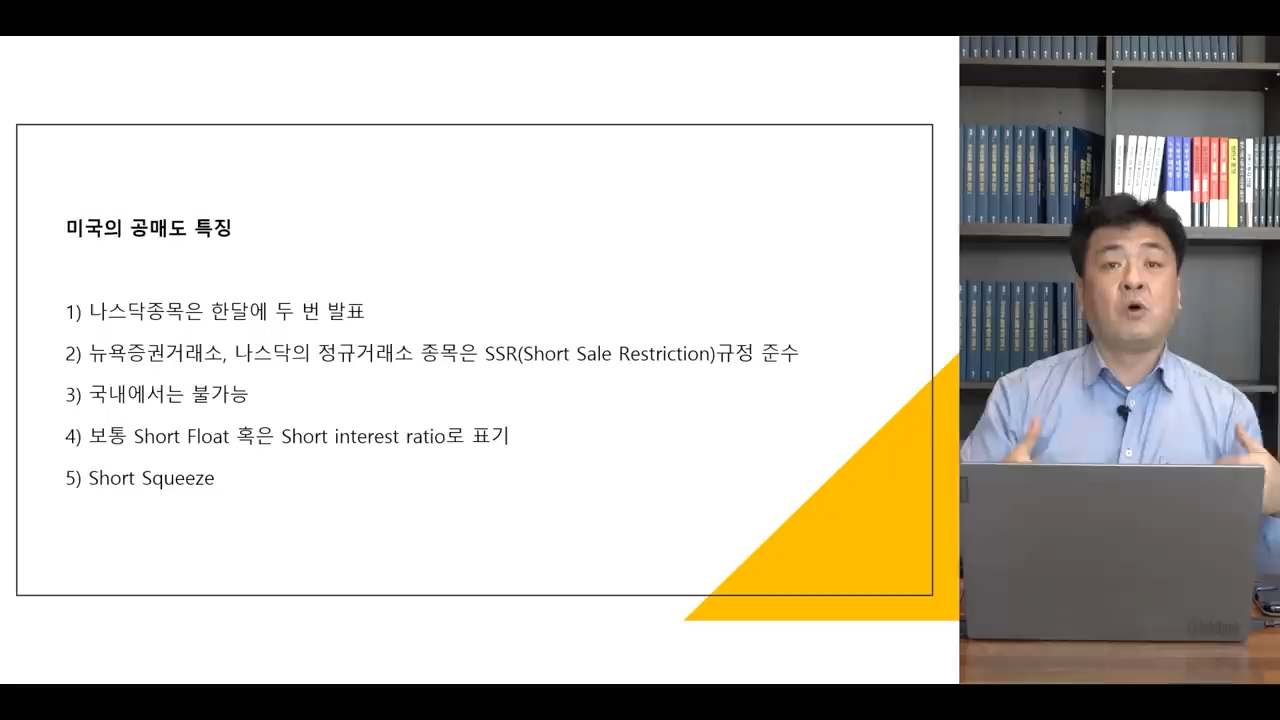 미국의 공매도 특징
1) 나스닥종목은 한달에 두 번 발표
2) 뉴욕증권거래소, 나스닥의 정규거래소 종목은 SSR(Short Sale Restriction)규정 준수
3) 국내에서는 불가능
4) 보통 Short Float 혹은 Short interest ratio로 표기
5) Short Squeeze